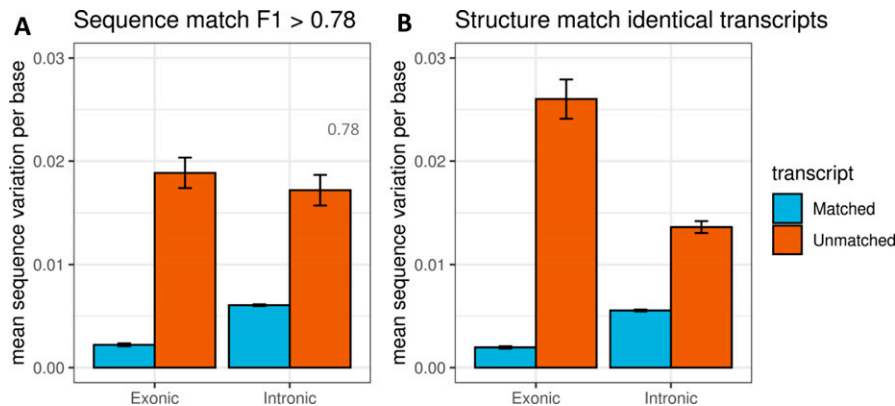 A Sequence match F1 > 0.78
mean sequence variation per base
0.03
0.02
0.01
0.00
0.78
Exonic Intronic
B Structure match identical transcripts
mean sequence variation per base
0.03
0.02
0.01
0.00
Exonic Intronic
transcript
Matched
Unmatched